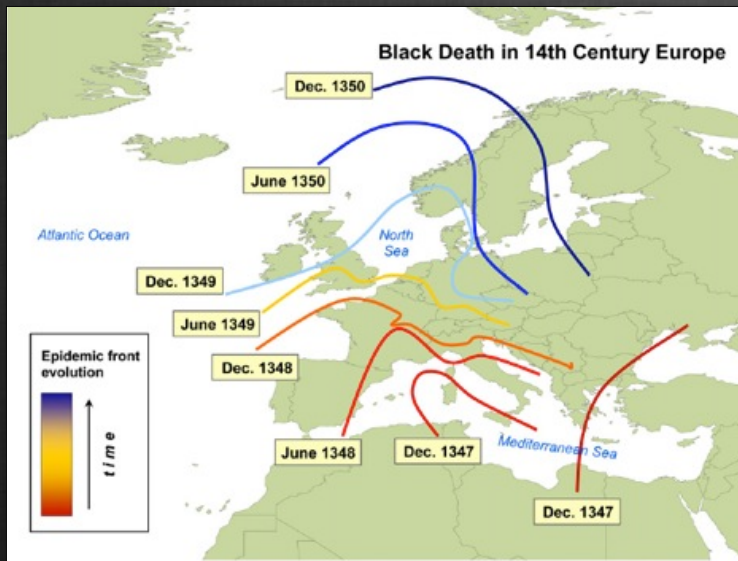 Black Death in 14th Century Europe
Dec. 1350
June 1350
Atlantic Ocean
North
Sea
Dec. 1349
June 1349
Dec. 1348
Epidemic front
evolution
time
June 1348
Dec. 1347
Mediterranean Sea
Dec. 1347